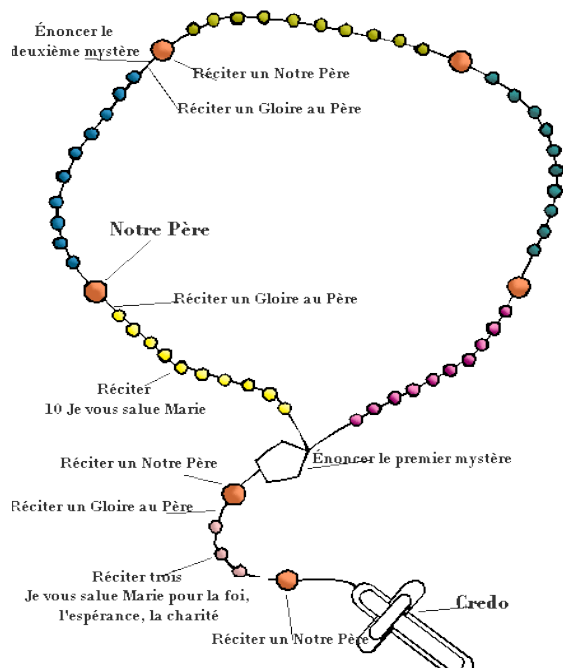 Énoncer le
deuxième mystère
Réciter un Notre Père
Réciter un Gloire au Père
Notre Père
Réciter un Gloire au Père
Réciter
10 Je vous salue Marie
Réciter un Notre Père
Énoncer le premier mystère
Réciter un Gloire au Père
Réciter trois
Je vous salue Marie pour la foi,
l'espérance, la charité
Credo
Réciter un Notre Père